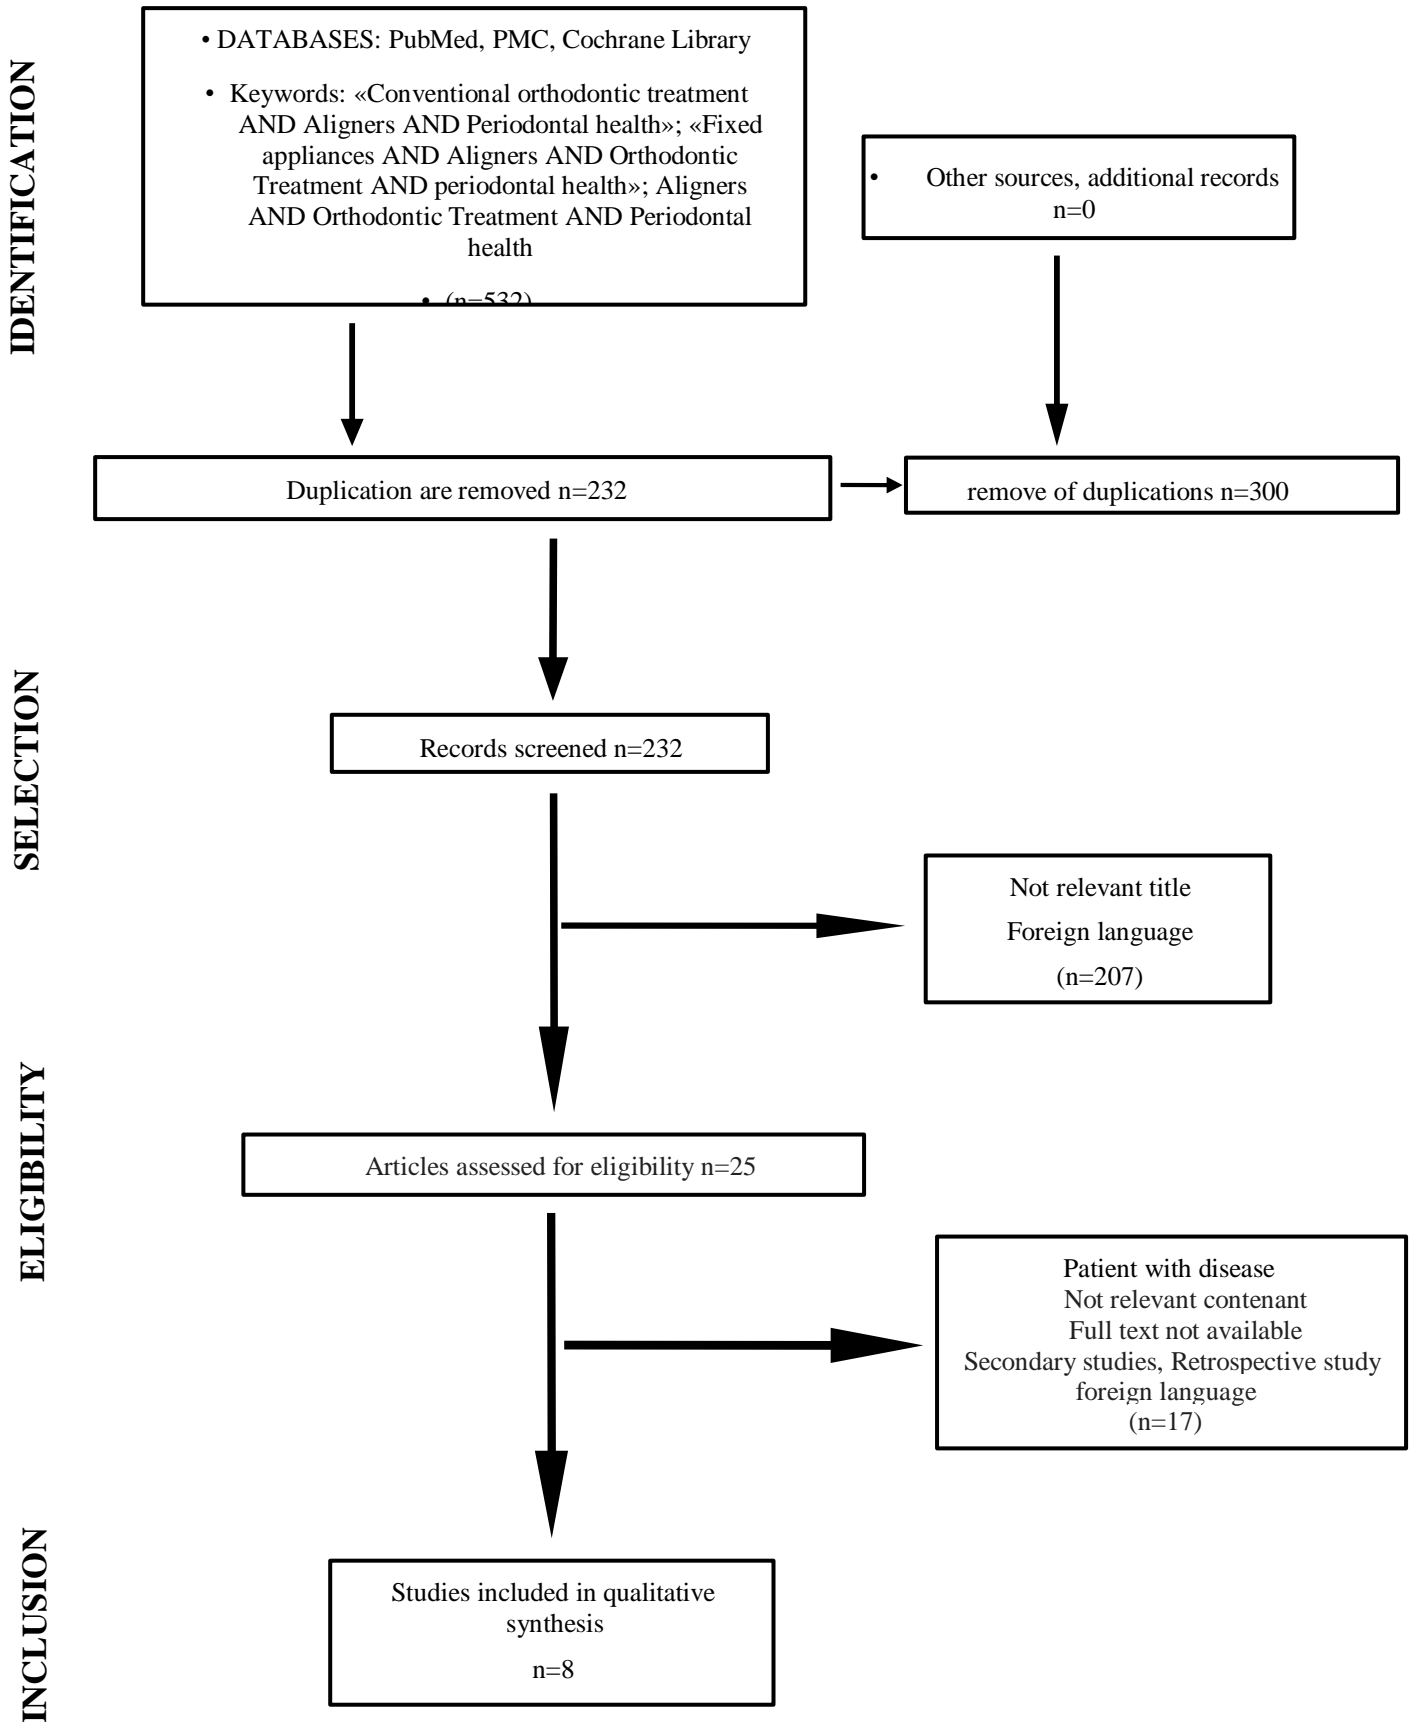 IDENTIFICATION
• DATABASES: PubMed, PMC, Cochrane Library
• Keywords: «Conventional orthodontic treatment
AND Aligners AND Periodontal health»; «Fixed
appliances AND Aligners AND Orthodontic
Treatment AND periodontal health»; Aligners
AND Orthodontic Treatment AND Periodontal
health
• (n=532)
• Other sources, additional records
n=0
Duplication are removed n=232
remove of duplications n=300
SELECTION
Records screened n=232
Not relevant title
Foreign language
(n=207)
ELIGIBILITY
Articles assessed for eligibility n=25
Patient with disease
Not relevant contenant
Full text not available
Secondary studies, Retrospective study
foreign language
(n=17)
INCLUSION
Studies included in qualitative
synthesis
n=8